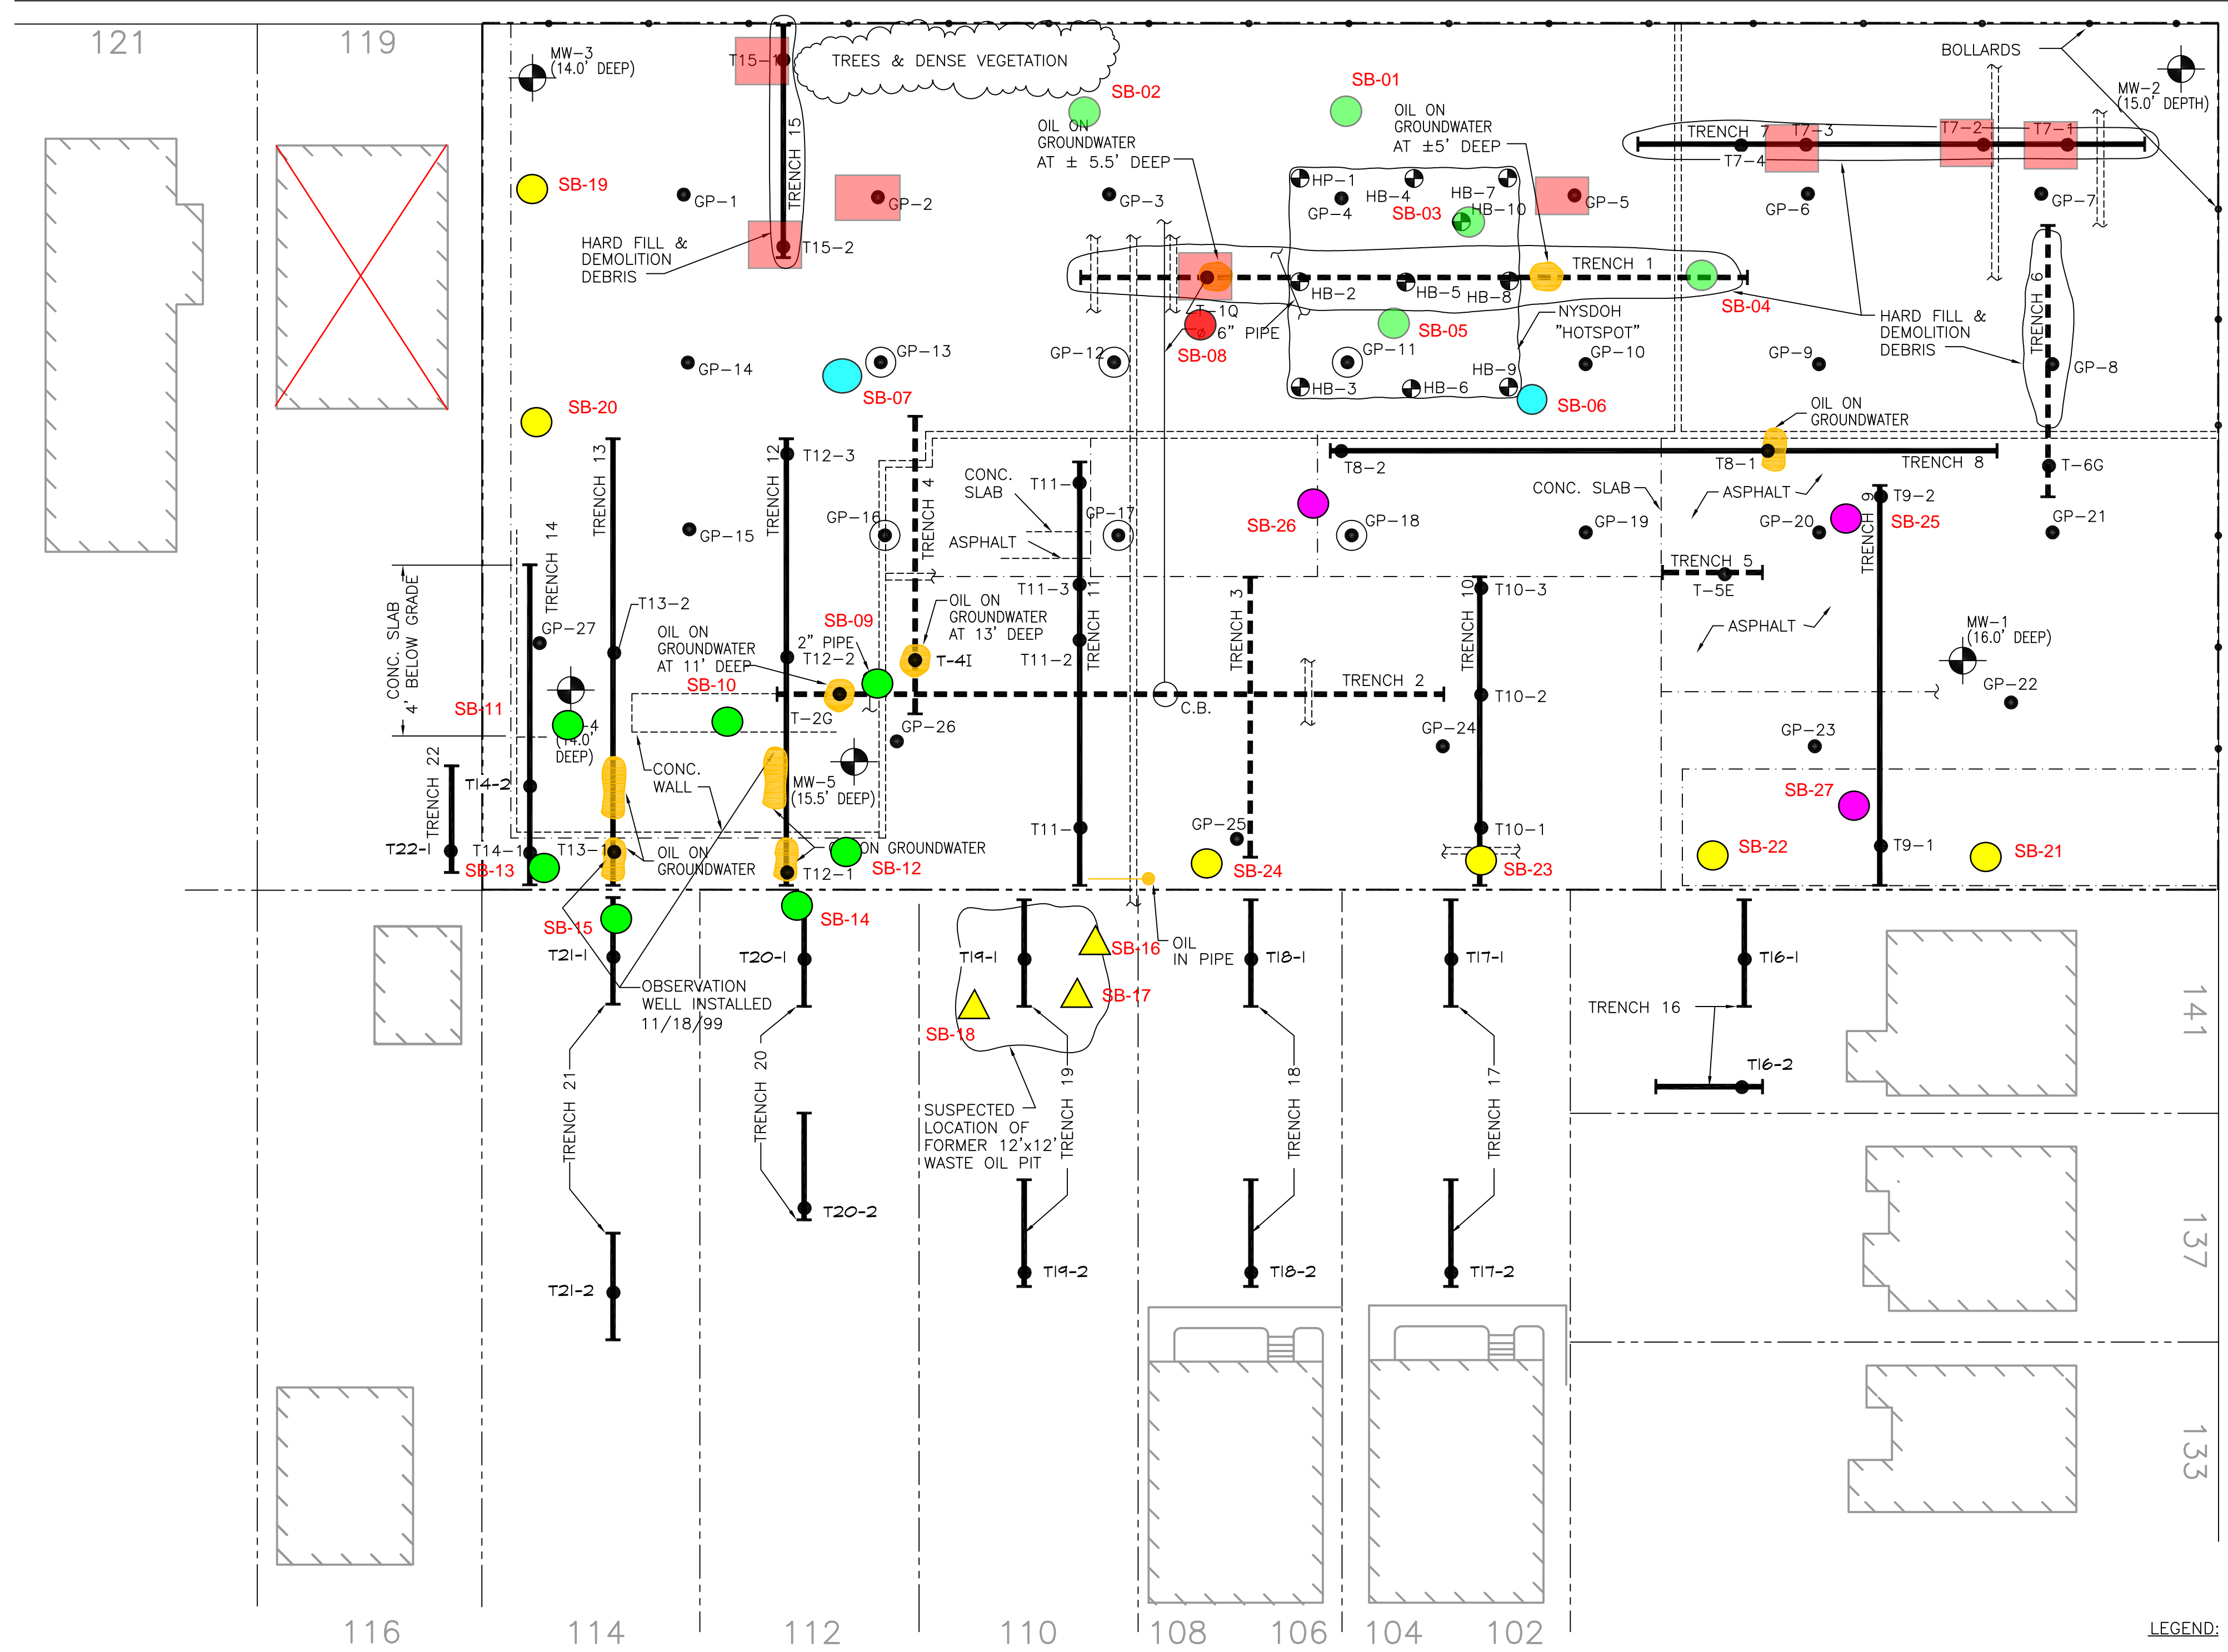 121
119
MW-3
(14.0' DEEP)
T15-1
TREES & DENSE VEGETATION
SB-02
SB-01
BOLLARDS
MW-2
(15.0' DEPTH)
OIL ON
GROUNDWATER
AT ± 5.5' DEEP
OIL ON
GROUNDWATER
AT ±5' DEEP
TRENCH 7
T7-3
T7-4
T7-2
T7-1
TRENCH 15
SB-19
GP-1
GP-2
GP-3
HP-1
GP-4
HB-4
HB-7
HB-10
SB-03
GP-5
GP-6
GP-7
HARD FILL &
DEMOLITION
DEBRIS
T15-2
TRENCH 1
HB-2
HB-5
HB-8
SB-04
TRENCH 6
T-1Q
6" PIPE
SB-08
SB-05
NYSDOH
"HOTSPOT"
HARD FILL &
DEMOLITION
DEBRIS
GP-14
GP-13
SB-07
GP-12
GP-11
GP-10
GP-9
GP-8
HB-3
HB-6
HB-9
SB-06
SB-20
OIL ON
GROUNDWATER
TRENCH 13
TRENCH 12
T12-3
TRENCH 4
CONC.
SLAB
T11-
T8-2
T8-1
TRENCH 8
T-6G
CONC. SLAB
ASPHALT
T9-2
TRENCH 9
SB-26
SB-25
TRENCH 14
GP-15
GP-16
GP-17
GP-18
GP-19
GP-20
GP-21
ASPHALT
CONC. SLAB
4' BELOW GRADE
TRENCH 5
T-5E
T13-2
GP-27
OIL ON
GROUNDWATER
AT 11' DEEP
SB-09
2" PIPE
T12-2
OIL ON
GROUNDWATER
AT 13' DEEP
T-4I
T11-3
TRENCH 11
T11-2
TRENCH 3
TRENCH 10
T10-3
ASPHALT
MW-1
(16.0' DEEP)
SB-10
SB-11
-4
(14.0'
DEEP)
T-2G
GP-26
C.B.
TRENCH 2
T10-2
GP-22
GP-24
GP-23
TRENCH 22
T14-2
CONC.
WALL
MW-5
(15.5' DEEP)
SB-27
T22-1
T14-1
T13-1
SB-13
OIL ON
GROUNDWATER
ON GROUNDWATER
T12-1
SB-12
T11-
GP-25
T10-1
SB-24
SB-23
SB-22
T9-1
SB-21
SB-15
SB-14
T21-1
T20-1
T19-1
SB-16
OIL
IN PIPE
T18-1
T17-1
T16-1
OBSERVATION
WELL INSTALLED
11/18/99
SB-17
SB-18
TRENCH 16
141
TRENCH 21
TRENCH 20
TRENCH 19
TRENCH 18
TRENCH 17
T16-2
SUSPECTED
LOCATION OF
FORMER 12'x12'
WASTE OIL PIT
T20-2
137
T21-2
T19-2
T18-2
T17-2
133
116
114
112
110
108
106
104
102
LEGEND: